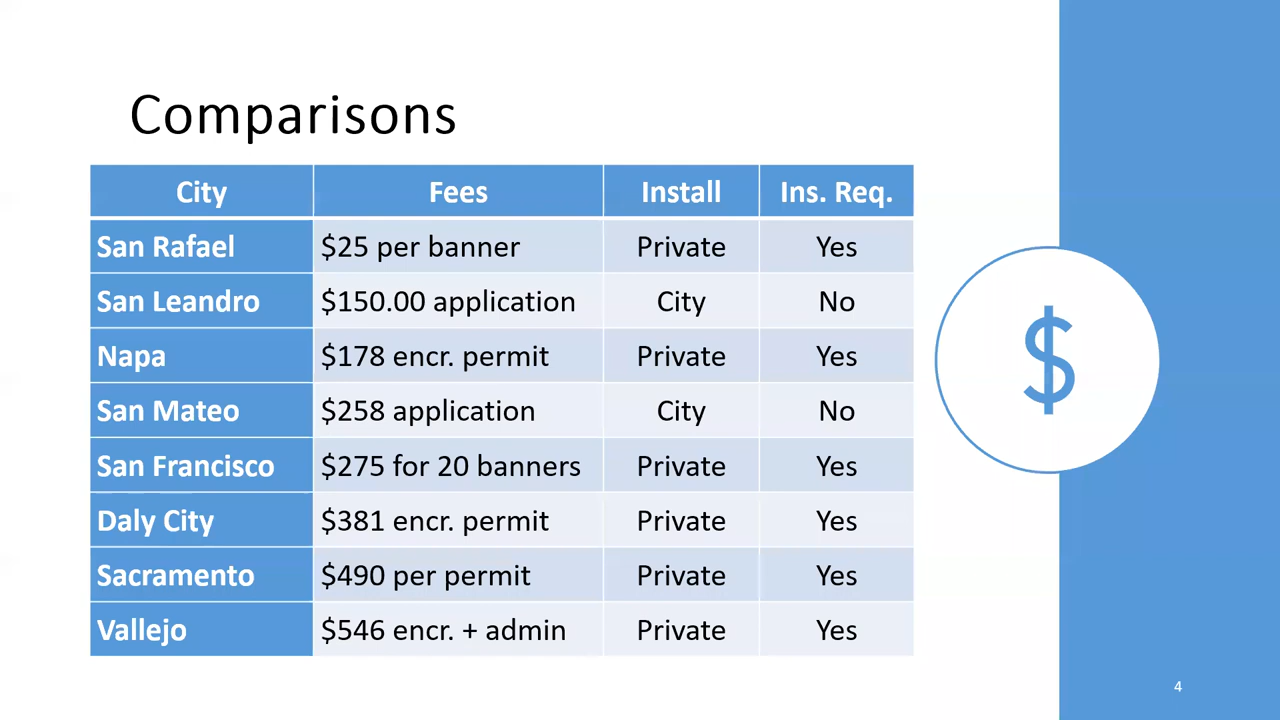 Comparisons
City Fees Install Ins. Req.
San Rafael $25 per banner Private Yes
San Leandro $150.00 application City No
Napa $178 encr. permit Private Yes
San Mateo $258 application City No
San Francisco $275 for 20 banners Private Yes
Daly City $381 encr. permit Private Yes
Sacramento $490 per permit Private Yes
Vallejo $546 encr. + admin Private Yes
$
4